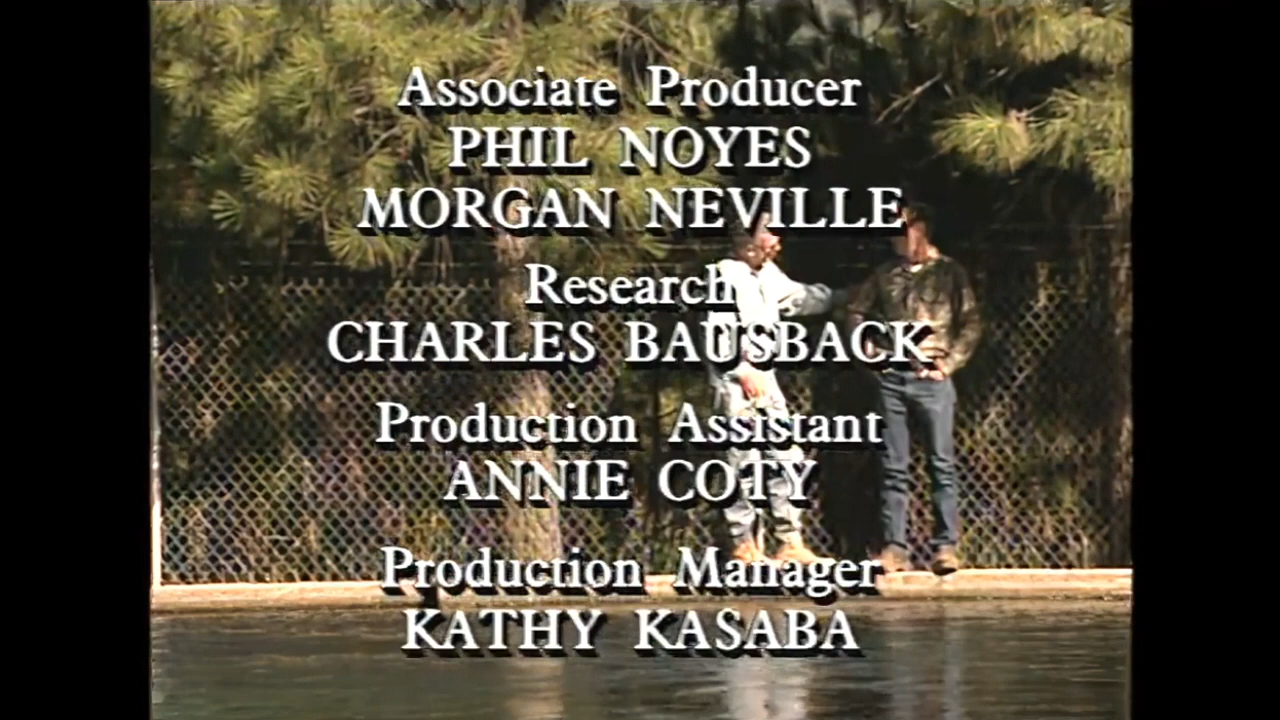 Associate Producer
PHIL NOYES
MORGAN NEVILLE
Research
CHARLES BAUSBACK
Production Assistant
ANNIE COTY
Production Manager
KATHY KASABA